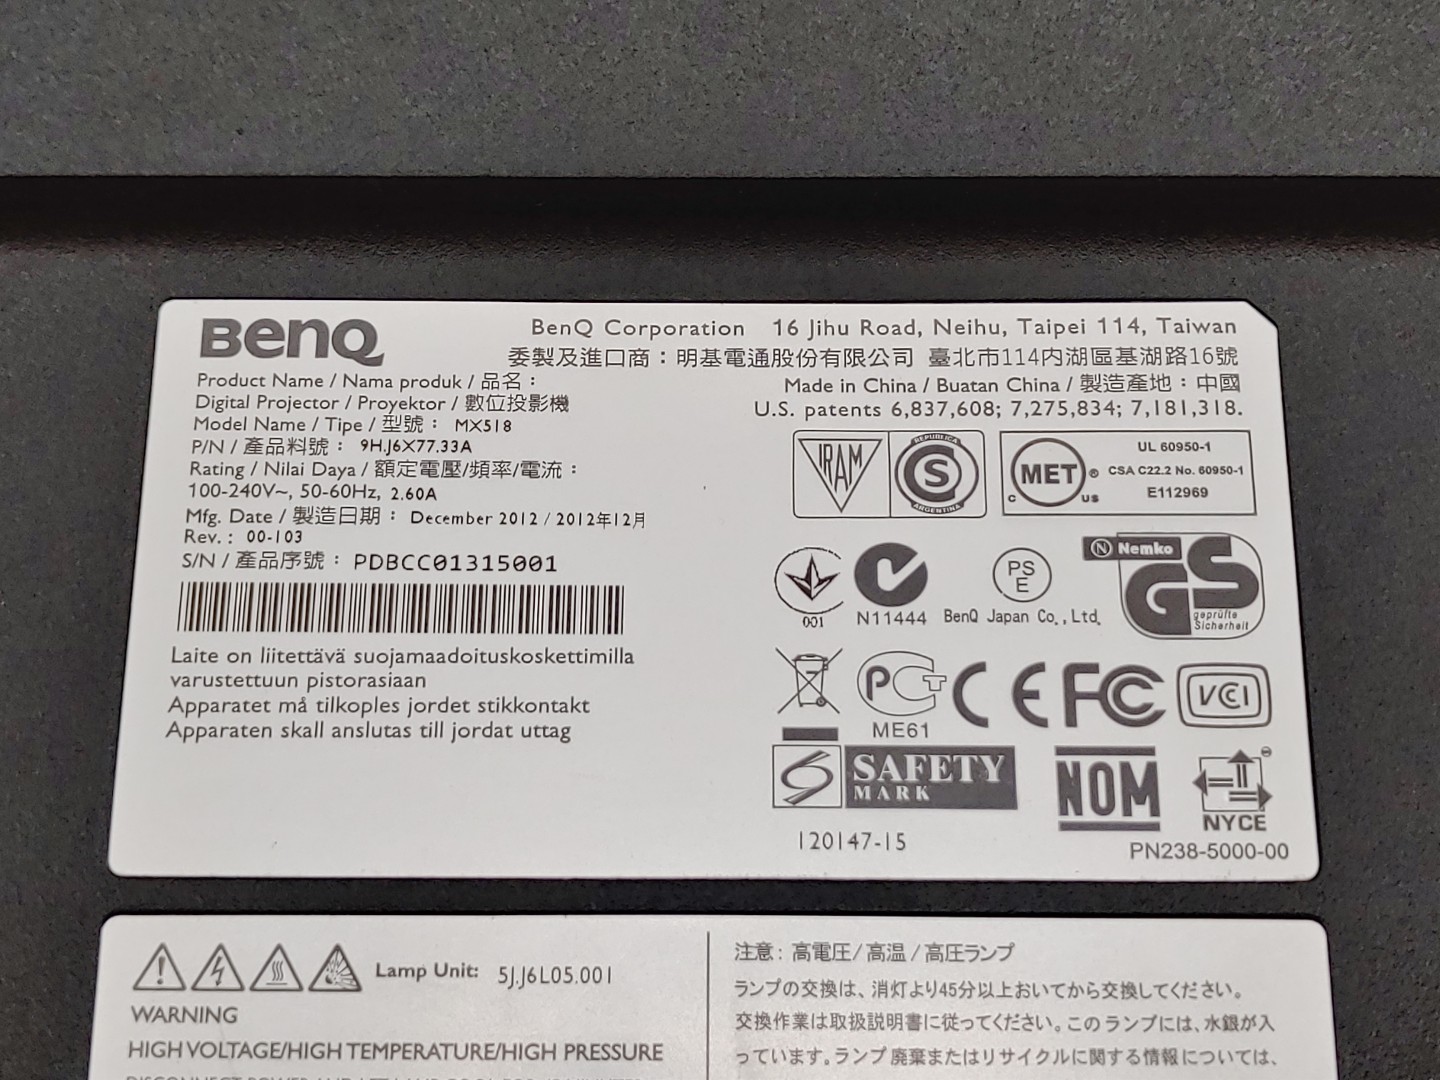 BenQ
BenQ Corporation 16 Jihu Road, Neihu, Taipei 114, Taiwan
委製及進口商：明基電通股份有限公司 臺北市114內湖區基湖路16號
Made in China / Buatan China / 製造產地：中國
U.S. patents 6,837,608; 7,275,834; 7,181,318.
Product Name / Nama produk / 品名：
Digital Projector / Proyektor / 數位投影機
Model Name / Tipe / 型號： MX518
P/N / 產品料號： 9H.J6X77.33A
Rating / Nilai Daya / 額定電壓/頻率/電流：
100-240V~, 50-60Hz, 2.60A
Mfg. Date / 製造日期： December 2012 / 2012年12月
Rev. : 00-103
S/N / 產品序號： PDBCC01315001
Laite on liitettävä suojamaadoituskoskettimilla
varustettuun pistorasiaan
Apparatet må tilkoples jordet stikkontakt
Apparaten skall anslutas till jordat uttag
IRAM
REPUBLICA
S
ARGENTINA
MET®
C US
UL 60950-1
CSA C22.2 No. 60950-1
E112969
001
N11444
PS
E
BenQ Japan Co., Ltd.
N Nemko
GS
geprüfte
Sicherheit
PCT
ME61
CE
FC
VCI
SAFETY
MARK
NOM
NYCE
120147-15
PN238-5000-00
Lamp Unit: 5J.J6L05.001
WARNING
HIGH VOLTAGE/HIGH TEMPERATURE/HIGH PRESSURE
注意: 高電圧/ 高温 / 高圧ランプ
ランプの交換は、消灯より45分以上おいてから交換してください。
交換作業は取扱説明書に従ってください。このランプには、水銀が入
っています。ランプ廃棄またはリサイクルに関する情報については、